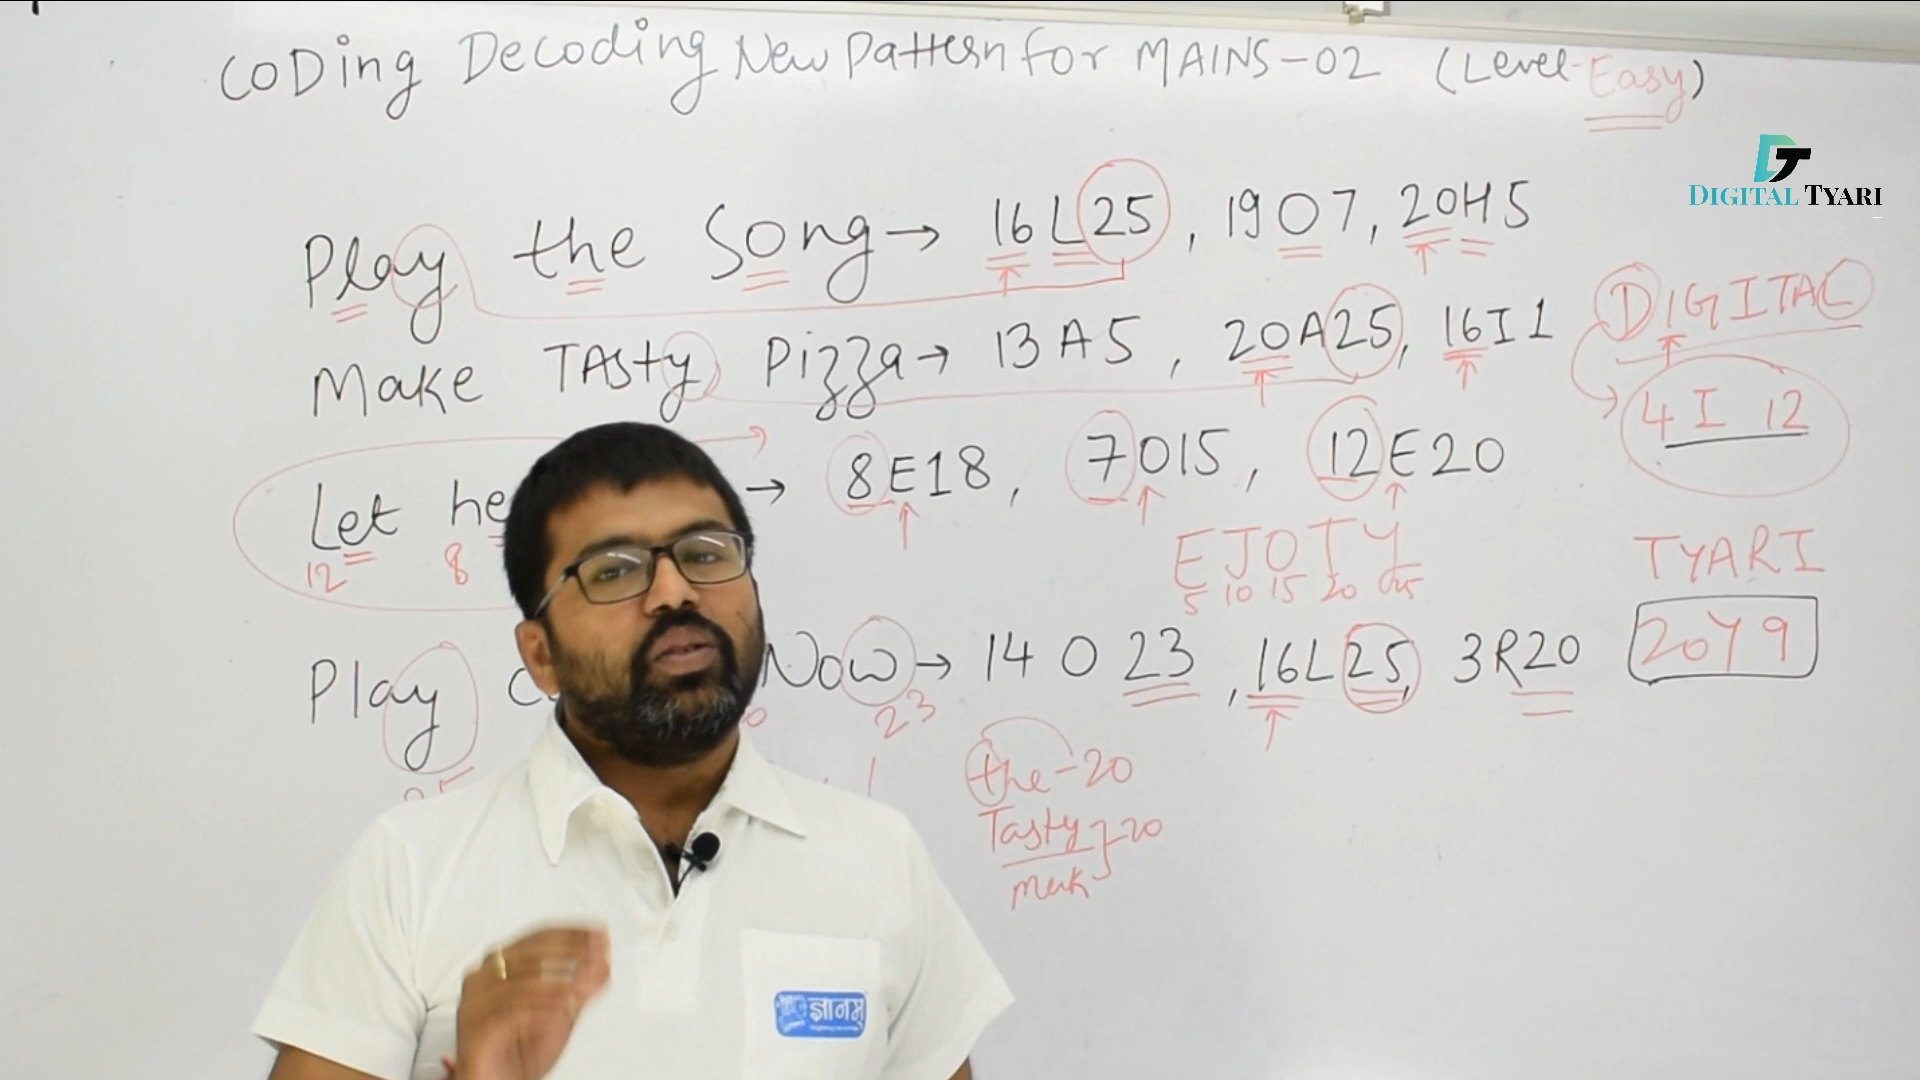 CODing Decoding New Pattern for MAINS-02 (Level-Easy)
DT
DIGITAL TYARI
Play the Song → 16L25, 19O7, 20H5
Make TAsty Pizza → 13A5, 20A25, 16I1
DIGITAL
4 I 12
Let he → 8E18, 7O15, 12E20
12 8
EJOTY
5 10 15 20 25
TYARI
20Y9
Play Now → 14 O 23, 16L25, 3R20
23
the-20
Tasty 20
ज्ञानम्